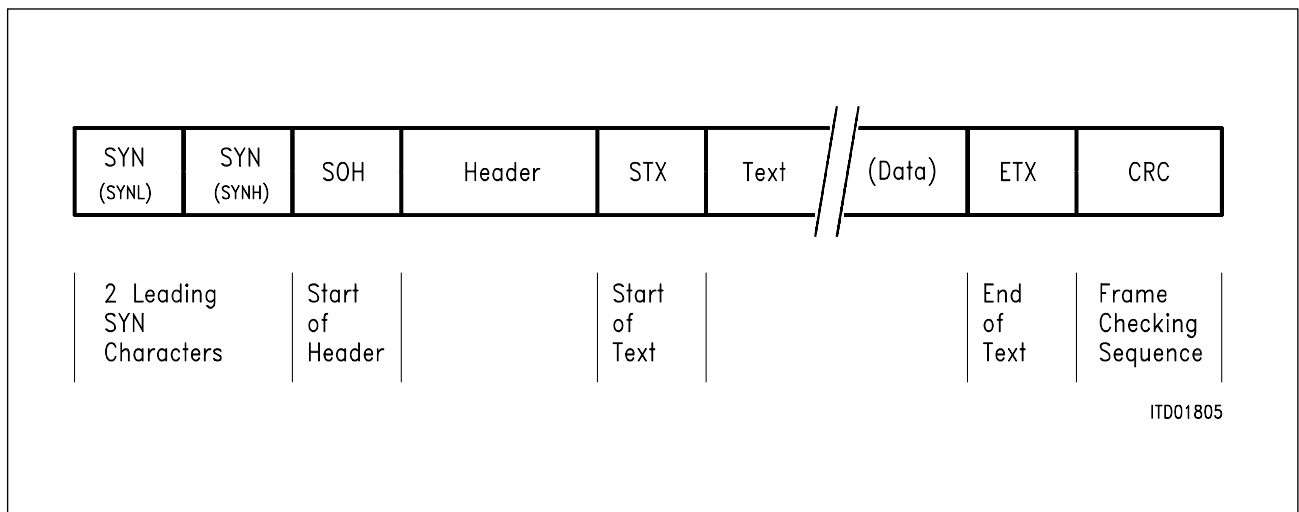 SYN
(SYNL)
SYN
(SYNH)
SOH
Header
STX
Text
(Data)
ETX
CRC
2 Leading
SYN
Characters
Start
of
Header
Start
of
Text
End
of
Text
Frame
Checking
Sequence
ITD01805